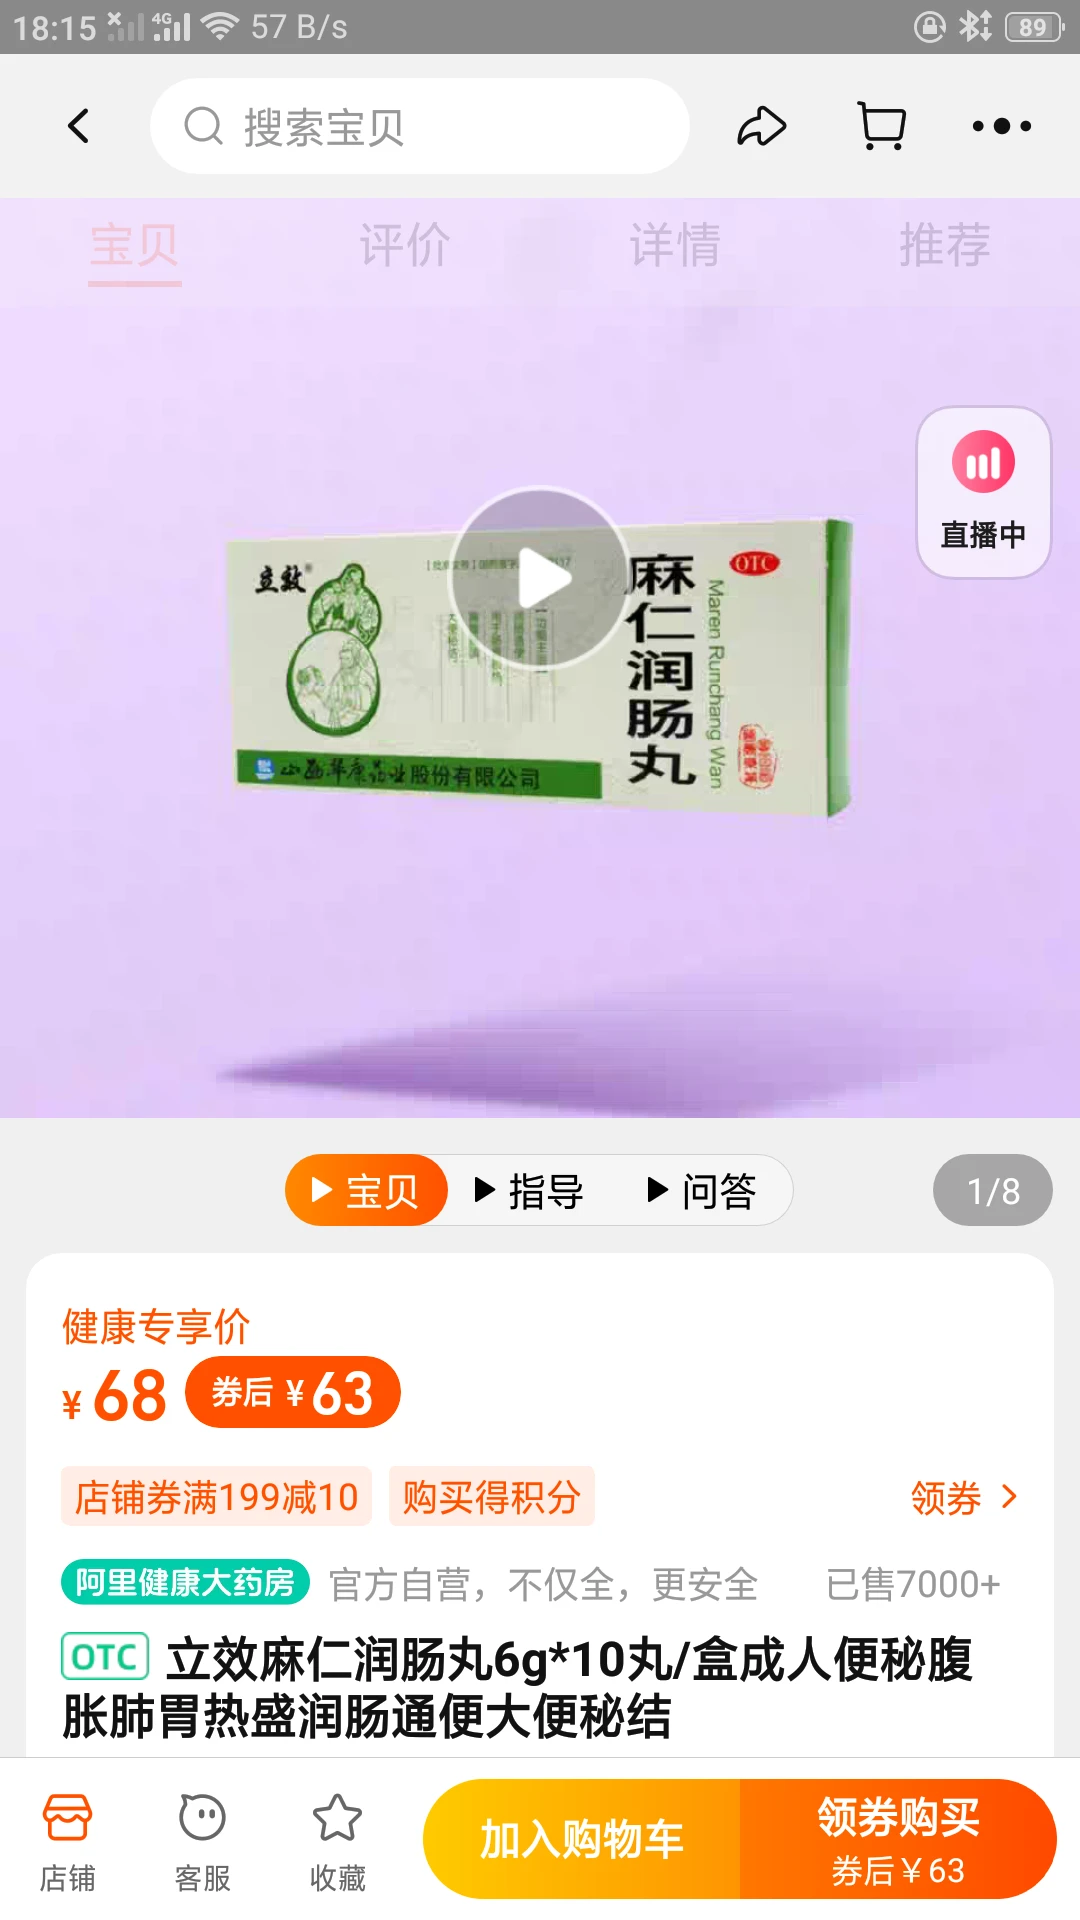 18:15 4G 57 B/s 89
搜索宝贝
宝贝 评价 详情 推荐
直播中
立效®
OTC
麻仁润肠丸
Maren Runchang Wan
山西华康药业股份有限公司
宝贝 指导 问答 1/8
健康专享价
¥68 券后 ¥63
店铺券满199减10 购买得积分 领券
阿里健康大药房 官方自营，不仅全，更安全 已售7000+
OTC 立效麻仁润肠丸6g*10丸/盒成人便秘腹
胀肺胃热盛润肠通便大便秘结
店铺 客服 收藏 加入购物车 领券购买
券后¥63